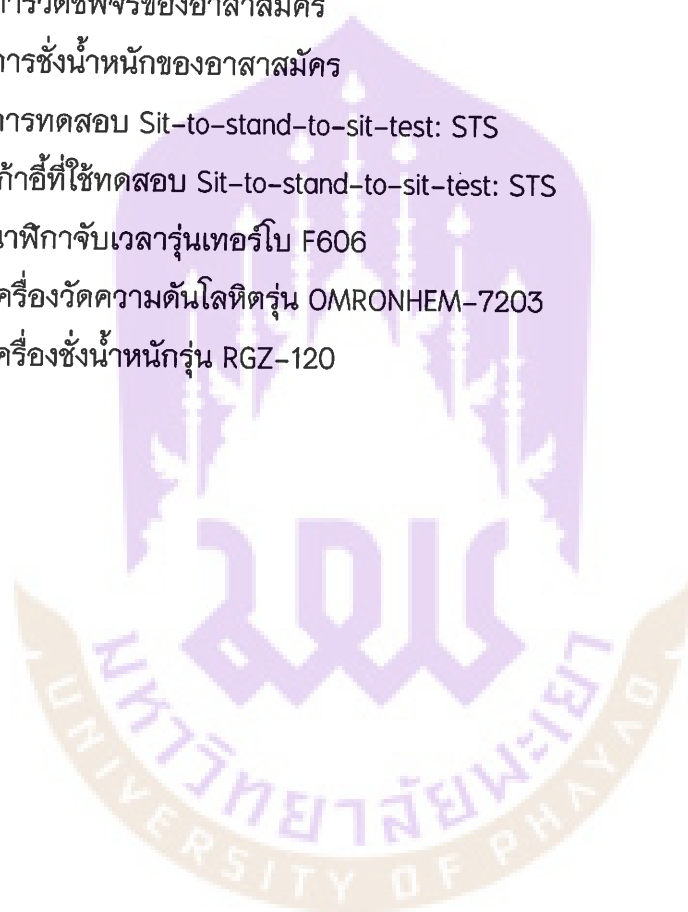 การวัดชีพจรของอาสาสมัคร
การชั่งน้ำหนักของอาสาสมัคร
การทดสอบ Sit-to-stand-to-sit-test: STS
ก้าอี้ที่ใช้ทดสอบ Sit-to-stand-to-sit-test: STS
นาฬิกาจับเวลารุ่นเทอร์โบ F606
ครื่องวัดความดันโลหิตรุ่น OMRONHEM-7203
ครื่องชั่งน้ำหนักรุ่น RGZ-120
มหาวิทยาลัยพะเยา
UNIVERSITY OF PHAYAO